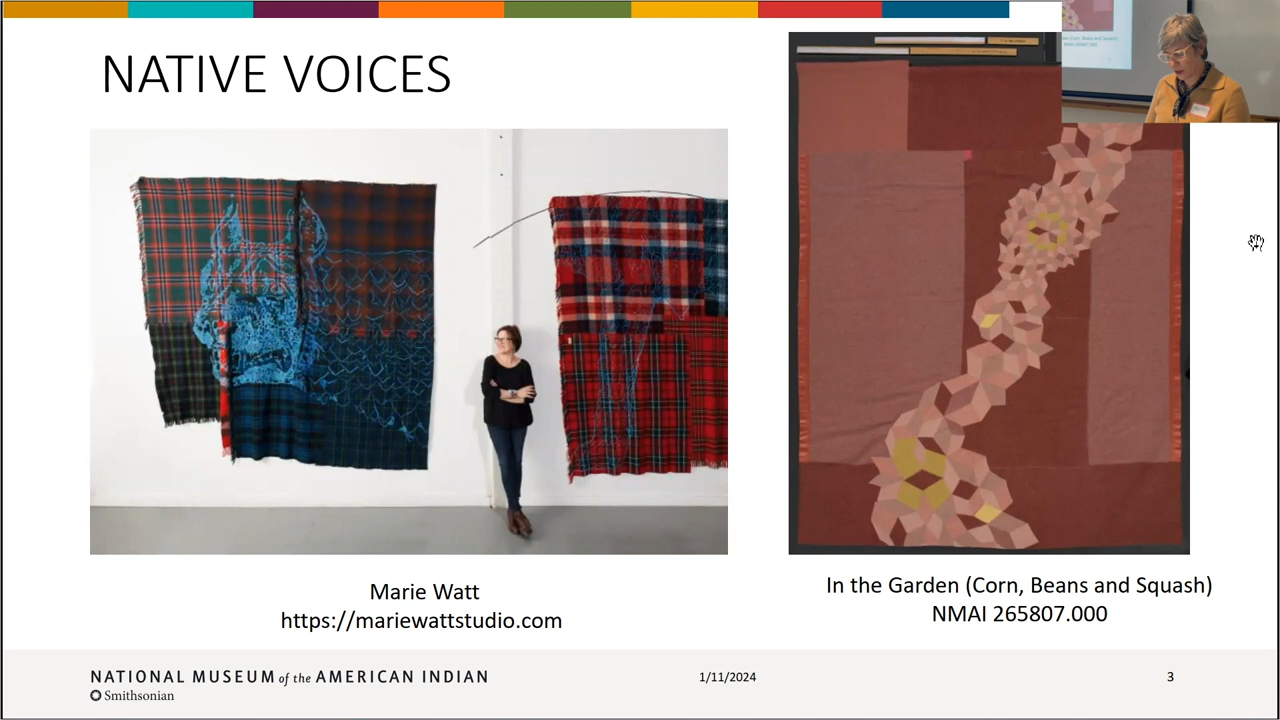 NATIVE VOICES
Marie Watt
https://mariewattstudio.com
In the Garden (Corn, Beans and Squash)
NMAI 265807.000
NATIONAL MUSEUM of the AMERICAN INDIAN
Smithsonian
1/11/2024
3